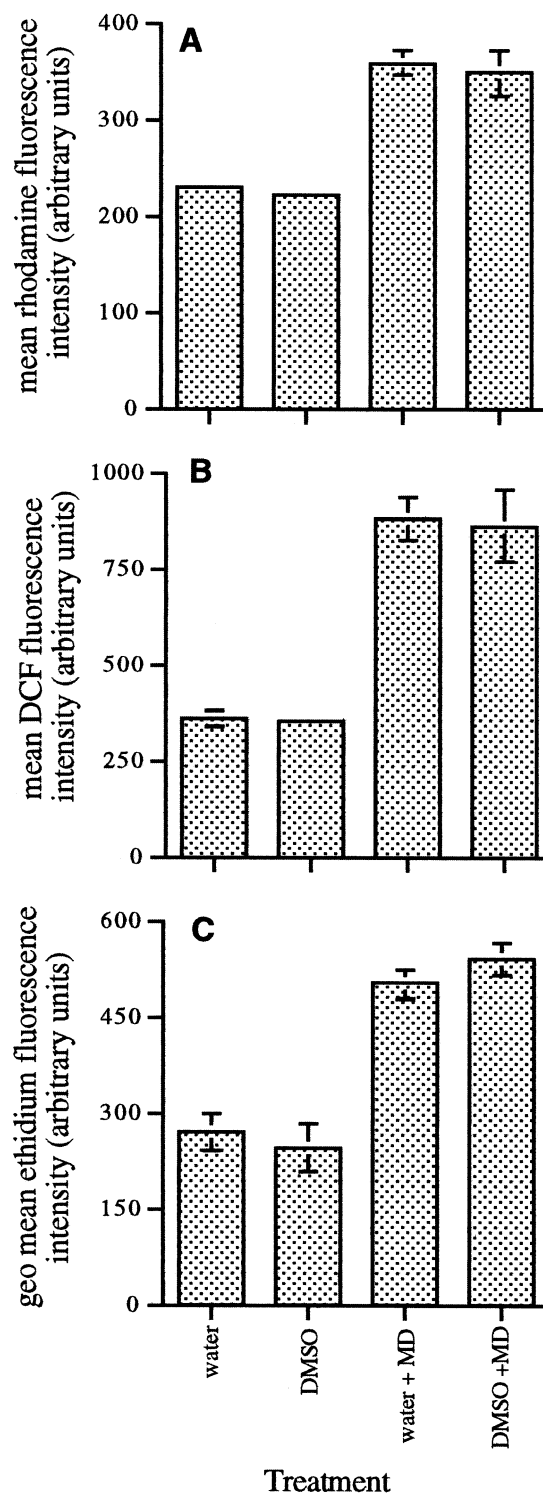 A
mean rhodamine fluorescence
intensity (arbitrary units)
400
300
200
100
0
B
mean DCF fluorescence
intensity (arbitrary units)
1000
750
500
250
0
C
geo mean ethidium fluorescence
intensity (arbitrary units)
600
450
300
150
0
water
DMSO
water + MD
DMSO +MD
Treatment